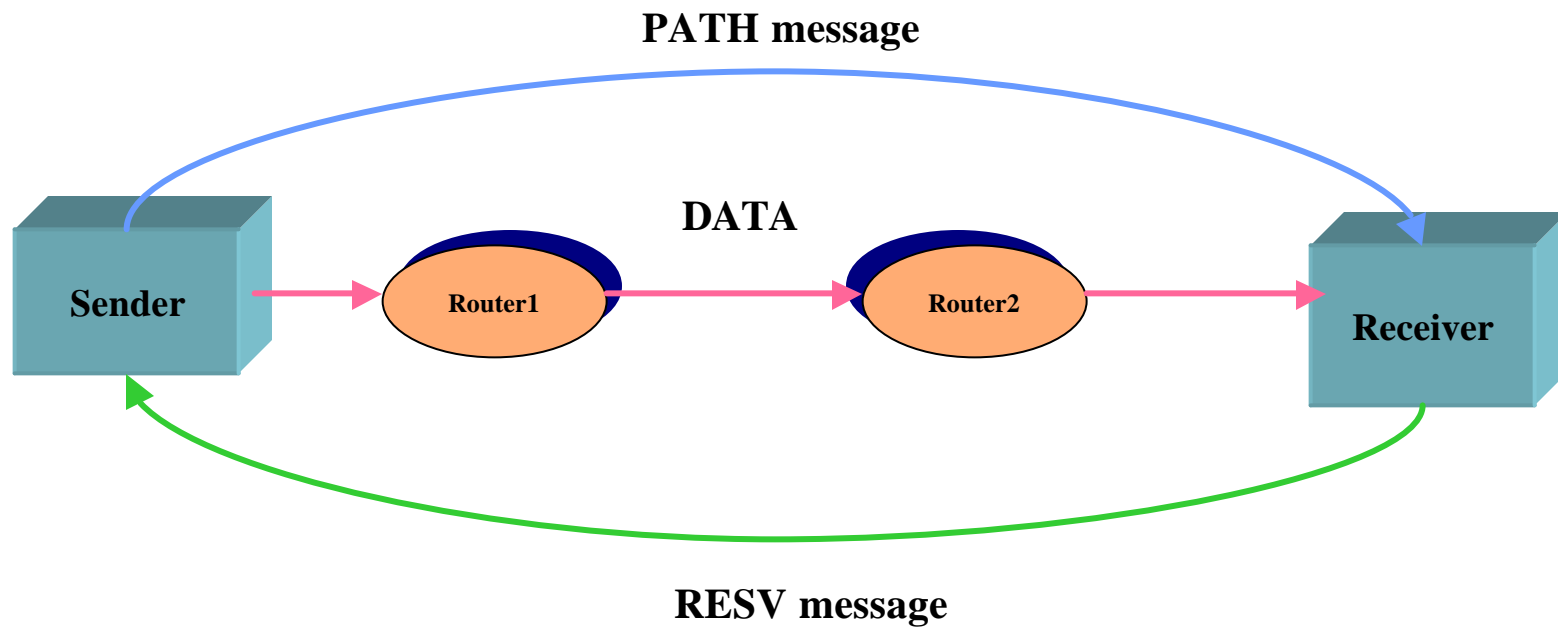 PATH message
DATA
Sender
Router1
Router2
Receiver
RESV message